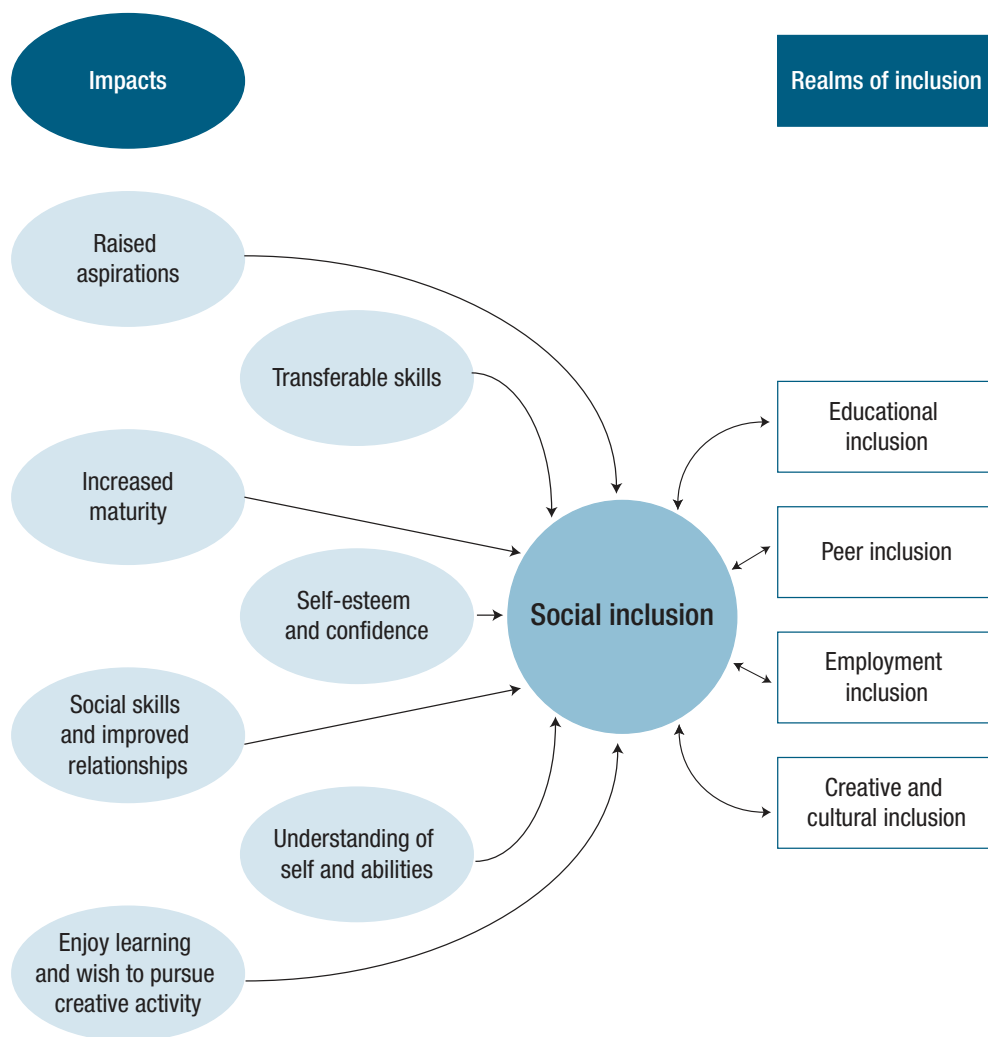 Impacts
Realms of inclusion
Raised
aspirations
Transferable skills
Increased
maturity
Self-esteem
and confidence
Social skills
and improved
relationships
Understanding of
self and abilities
Enjoy learning
and wish to pursue
creative activity
Social inclusion
Educational
inclusion
Peer inclusion
Employment
inclusion
Creative and
cultural inclusion